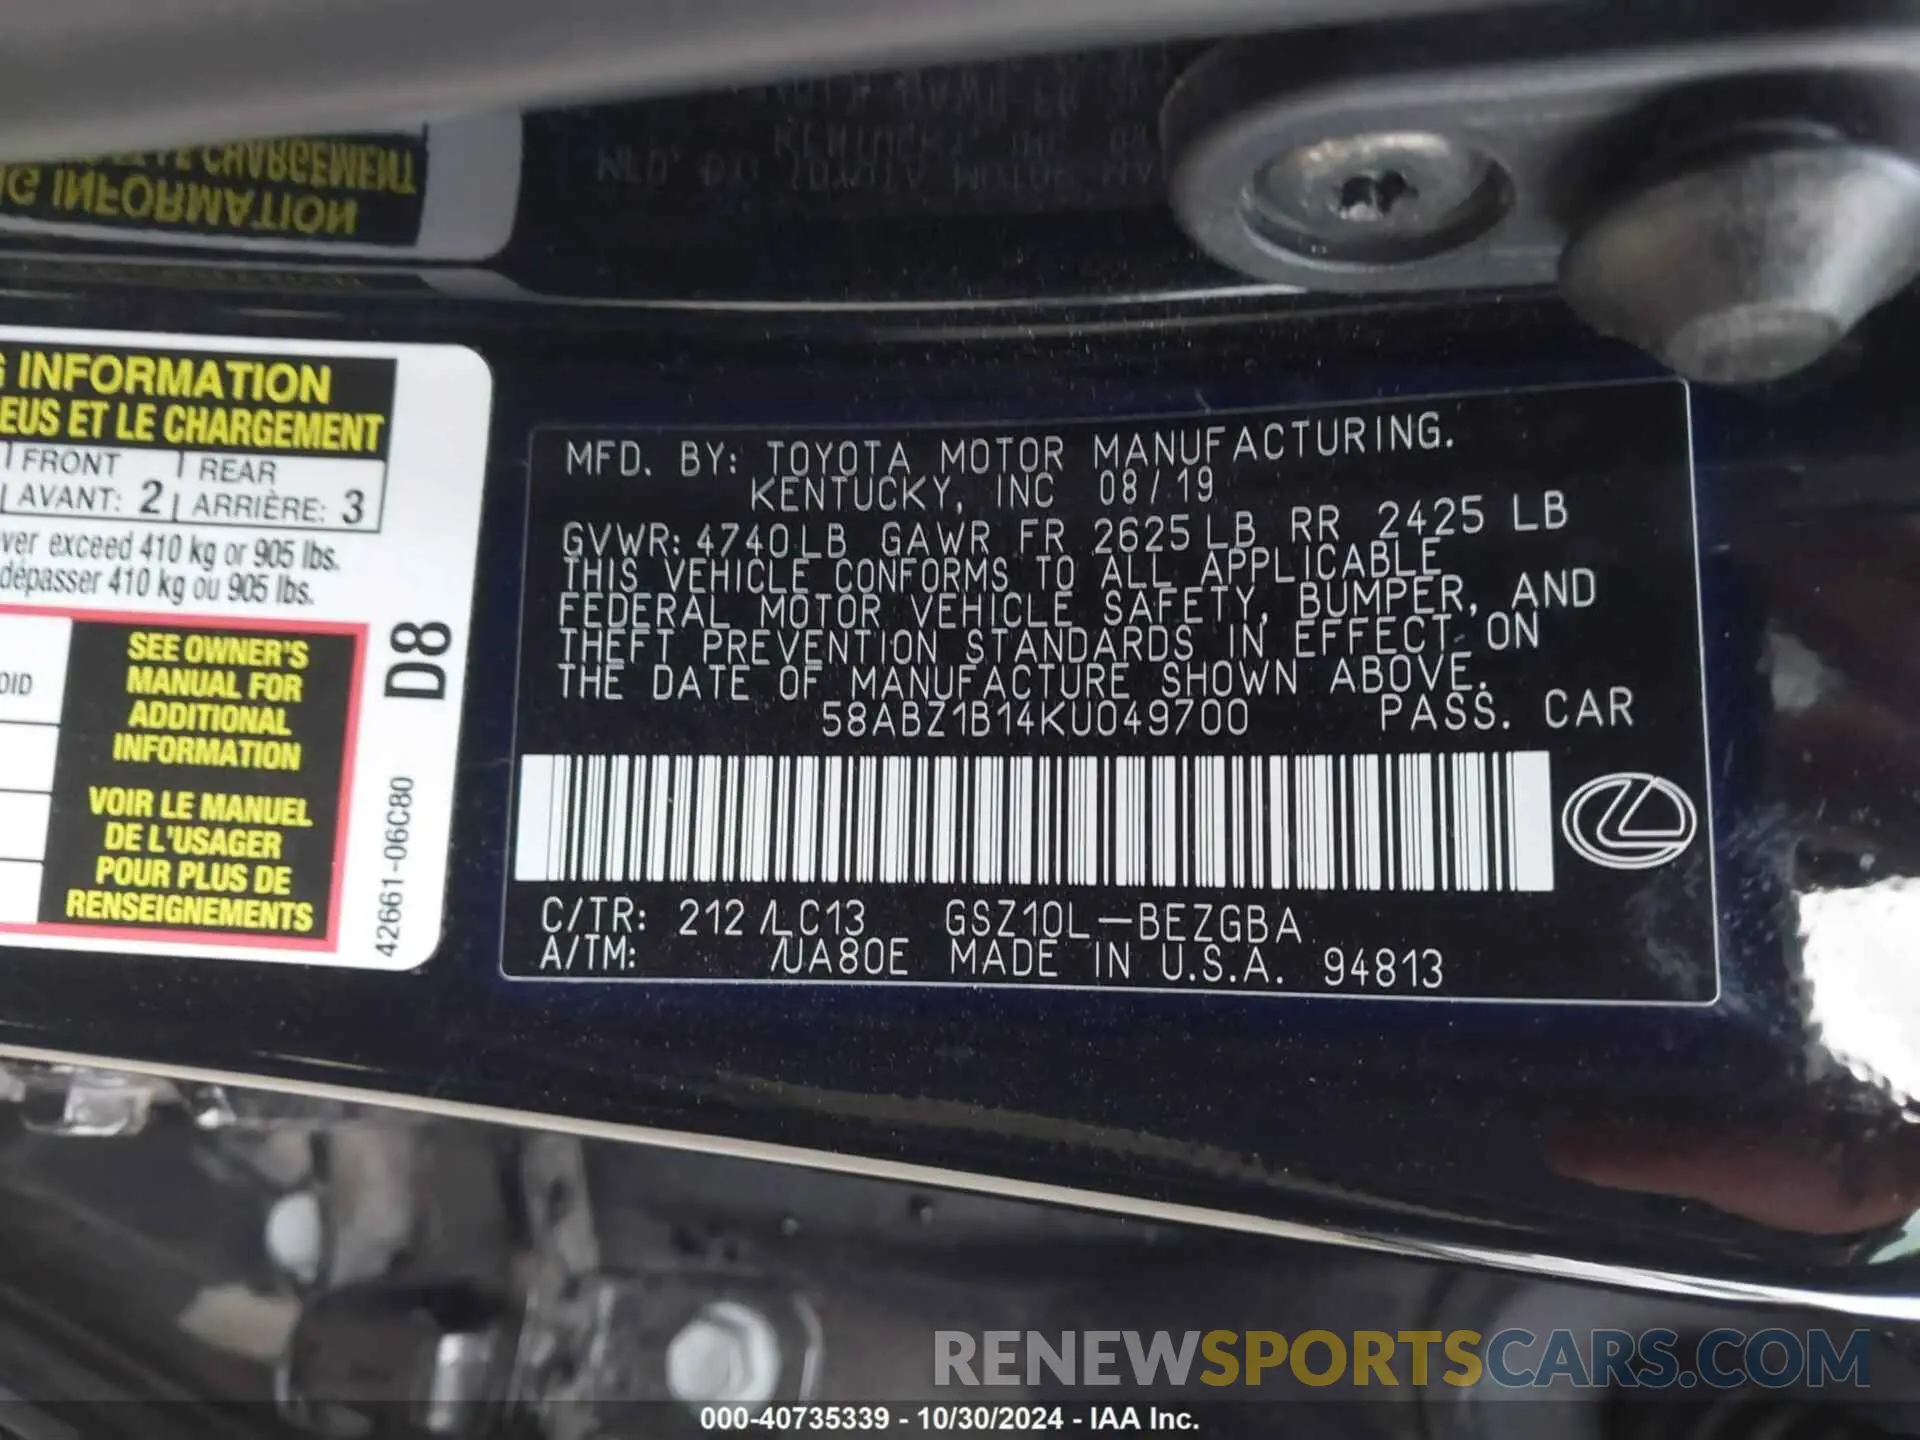 G INFORMATION
EUS ET LE CHARGEMENT
FRONT REAR
AVANT: 2 ARRIÈRE: 3
ver exceed 410 kg or 905 lbs.
dépasser 410 kg ou 905 lbs.
SEE OWNER'S
MANUAL FOR
ADDITIONAL
INFORMATION
VOIR LE MANUEL
DE L'USAGER
POUR PLUS DE
RENSEIGNEMENTS
D8
42661-06C80
MFD. BY: TOYOTA MOTOR MANUFACTURING.
KENTUCKY, INC 08/19
GVWR: 4740LB GAWR FR 2625LB RR 2425 LB
THIS VEHICLE CONFORMS TO ALL APPLICABLE
FEDERAL MOTOR VEHICLE SAFETY, BUMPER, AND
THEFT PREVENTION STANDARDS IN EFFECT ON
THE DATE OF MANUFACTURE SHOWN ABOVE.
58ABZ1B14KU049700 PASS. CAR
C/TR: 212 /LC13 GSZ10L-BEZGBA
A/TM: /UA80E MADE IN U.S.A. 94813
RENEWSPORTSCARS.COM
000-40735339 - 10/30/2024 - IAA Inc.